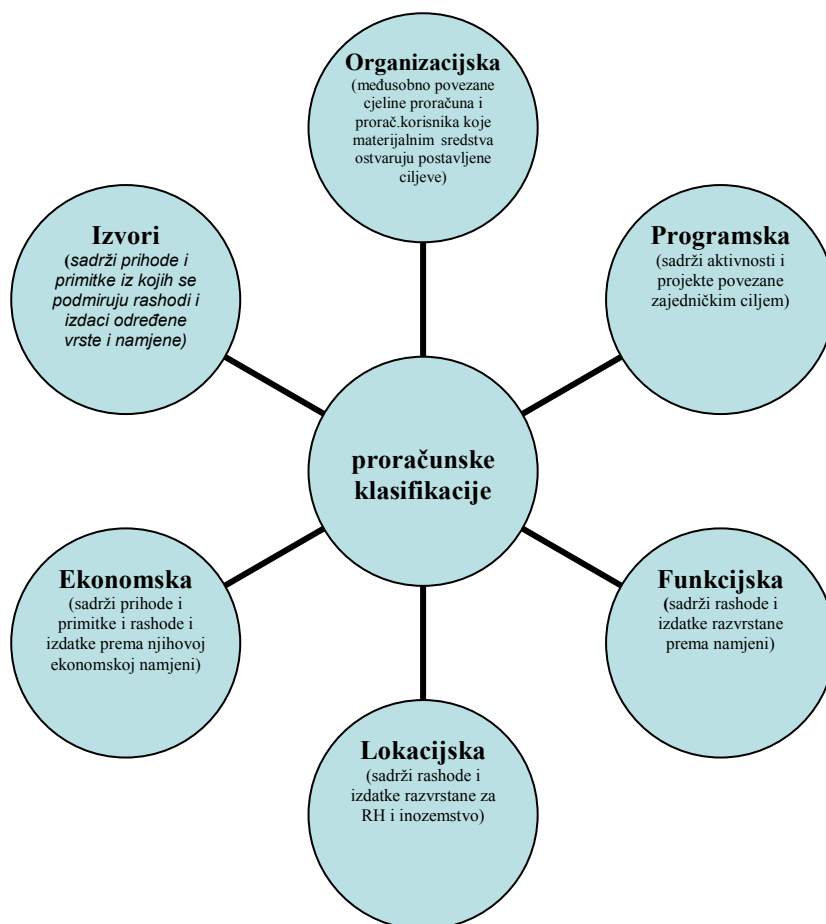 Organizacijska
(međusobno povezane
cjeline proračuna i
prorač.korisnika koje
materijalnim sredstva
ostvaruju postavljene
ciljeve)
Izvori
(sadrži prihode i
primitke iz kojih se
podmiruju rashodi i
izdaci određene
vrste i namjene)
Programska
(sadrži aktivnosti i
projekte povezane
zajedničkim ciljem)
proračunske
klasifikacije
Ekonomska
(sadrži prihode i
primitke i rashode i
izdatke prema njihovoj
ekonomskoj namjeni)
Funkcijska
(sadrži rashode i
izdatke razvrstane
prema namjeni)
Lokacijska
(sadrži rashode i
izdatke razvrstane za
RH i inozemstvo)